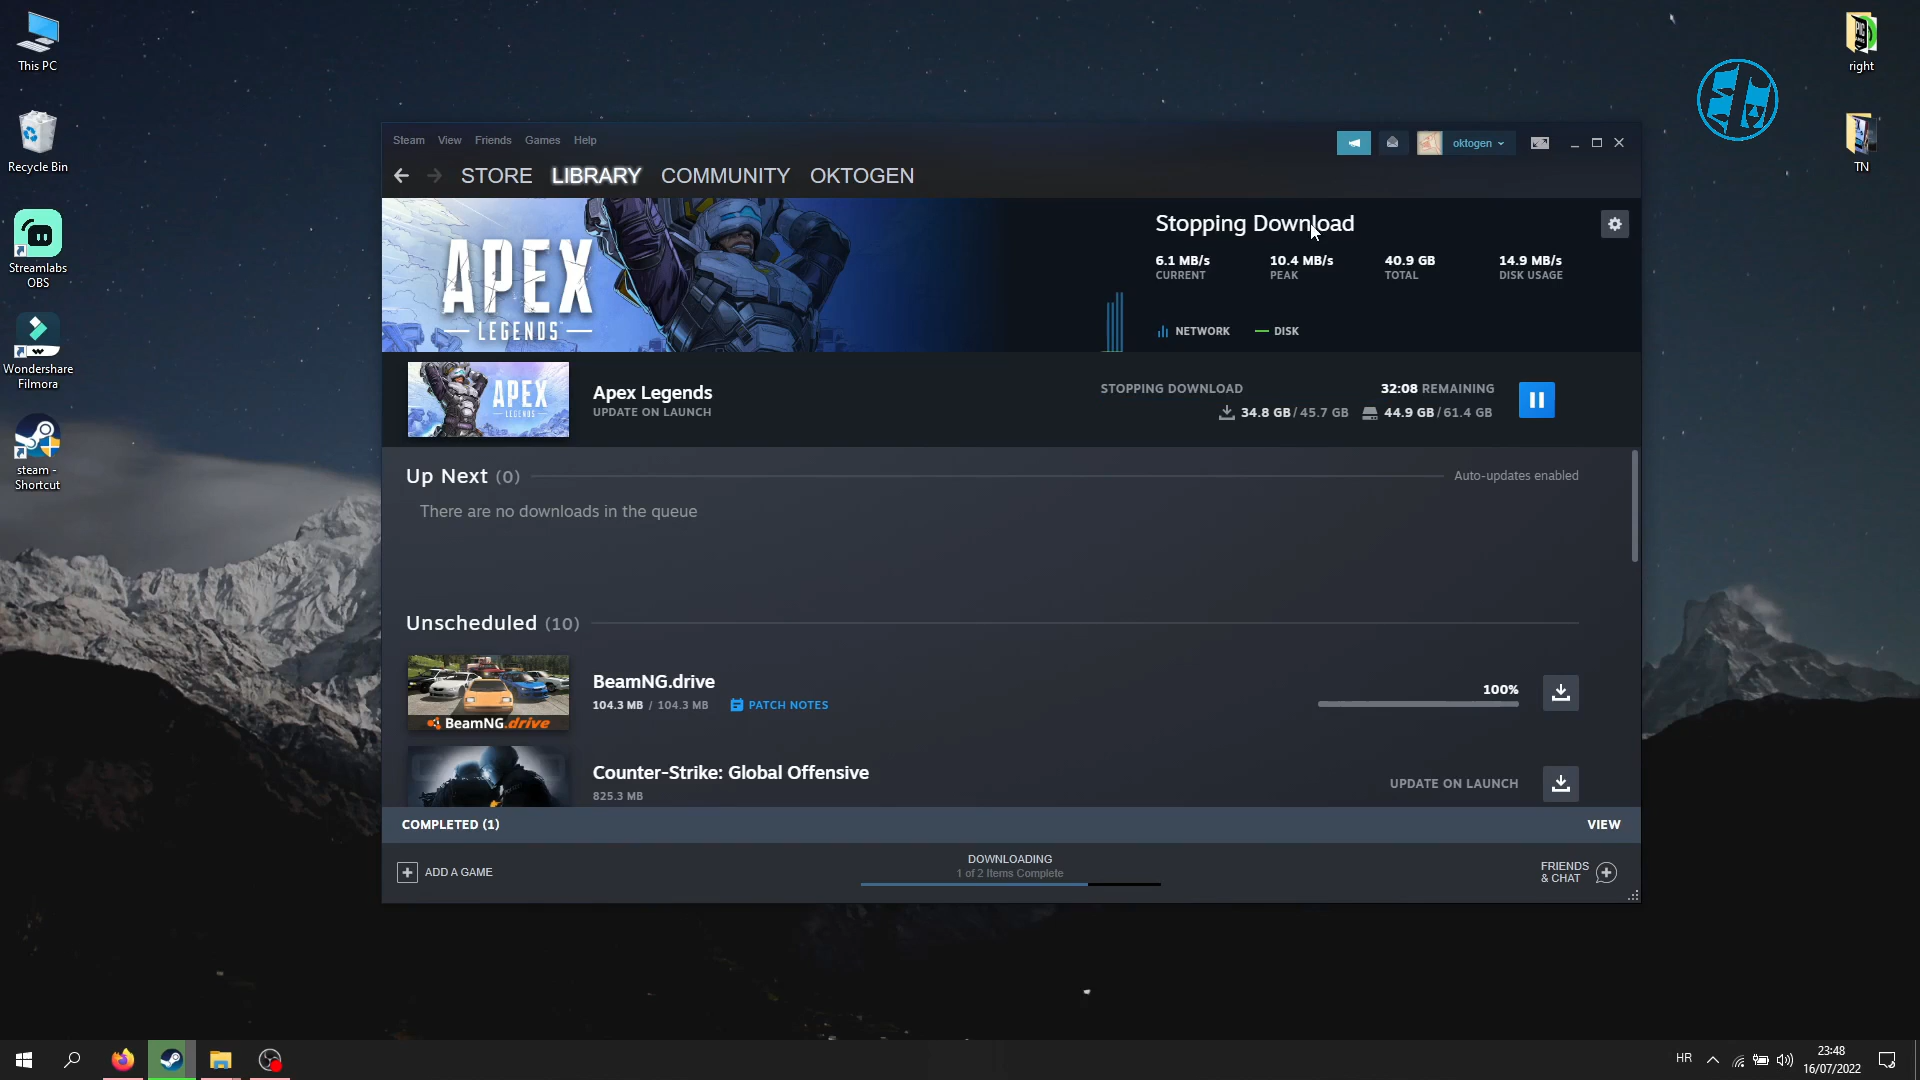 This PC
Recycle Bin
Streamlabs
OBS
Wondershare
Filmora
steam -
Shortcut
right
TN
Steam View Friends Games Help
oktogen
STORE LIBRARY COMMUNITY OKTOGEN
APEX
LEGENDS
Stopping Download
6.1 MB/s 10.4 MB/s 40.9 GB 14.9 MB/s
CURRENT PEAK TOTAL DISK USAGE
NETWORK DISK
APEX
Apex Legends
UPDATE ON LAUNCH
STOPPING DOWNLOAD 32:08 REMAINING
34.8 GB / 45.7 GB 44.9 GB / 61.4 GB
Up Next (0) Auto-updates enabled
There are no downloads in the queue
Unscheduled (10)
BeamNG.drive
BeamNG.drive
104.3 MB / 104.3 MB PATCH NOTES
100%
Counter-Strike: Global Offensive
825.3 MB
UPDATE ON LAUNCH
COMPLETED (1) VIEW
ADD A GAME
DOWNLOADING
1 of 2 Items Complete
FRIENDS
& CHAT
HR
23:48
16/07/2022